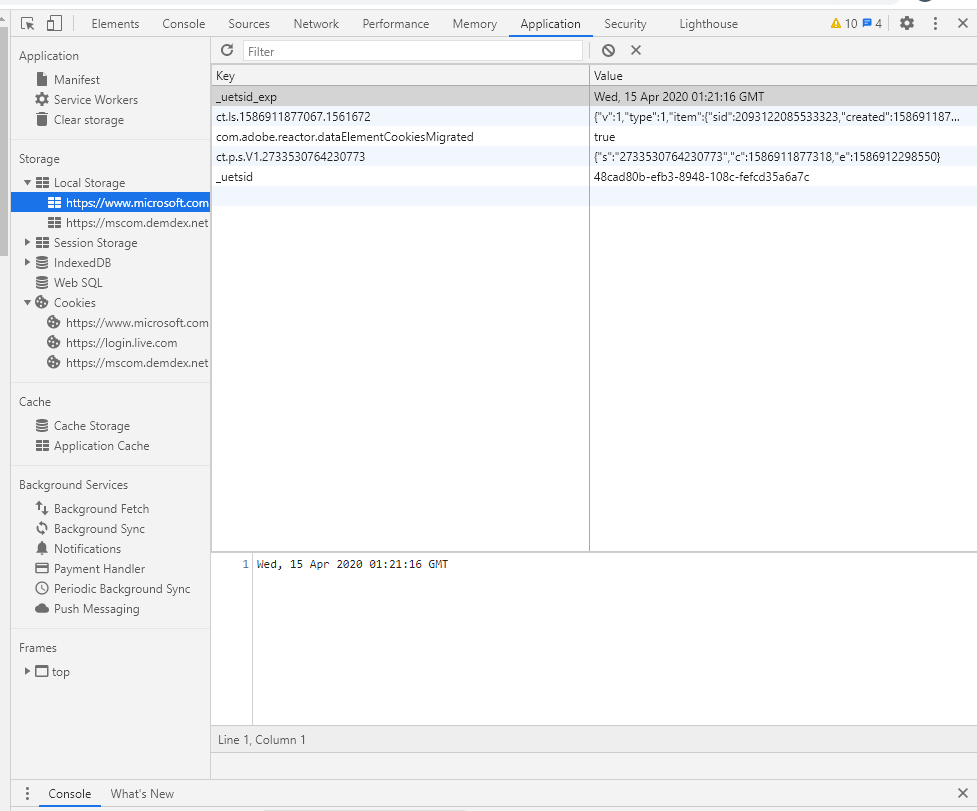 Elements Console Sources Network Performance Memory Application Security Lighthouse 10 4
Application
Manifest
Service Workers
Clear storage
Storage
Local Storage
https://www.microsoft.com
https://mscom.demdex.net
Session Storage
IndexedDB
Web SQL
Cookies
https://www.microsoft.com
https://login.live.com
https://mscom.demdex.net
Cache
Cache Storage
Application Cache
Background Services
Background Fetch
Background Sync
Notifications
Payment Handler
Periodic Background Sync
Push Messaging
Frames
top
Filter
Key Value
_uetsid_exp Wed, 15 Apr 2020 01:21:16 GMT
ct.ls.1586911877067.1561672 {"v":1,"type":1,"item":{"sid":2093122085533323,"created":158691187...
com.adobe.reactor.dataElementCookiesMigrated true
ct.p.s.V1.2733530764230773 {"s":"2733530764230773","c":1586911877318,"e":1586912298550}
_uetsid 48cad80b-efb3-8948-108c-fefcd35a6a7c
1 Wed, 15 Apr 2020 01:21:16 GMT
Line 1, Column 1
Console What's New